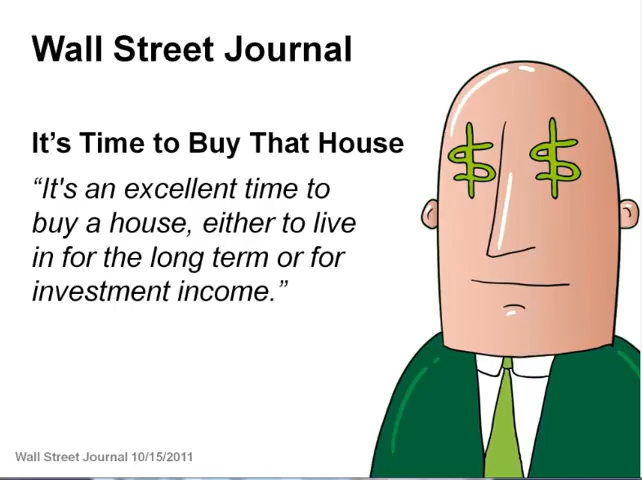 Wall Street Journal
It’s Time to Buy That House
“It's an excellent time to
buy a house, either to live
in for the long term or for
investment income.”
Wall Street Journal 10/15/2011